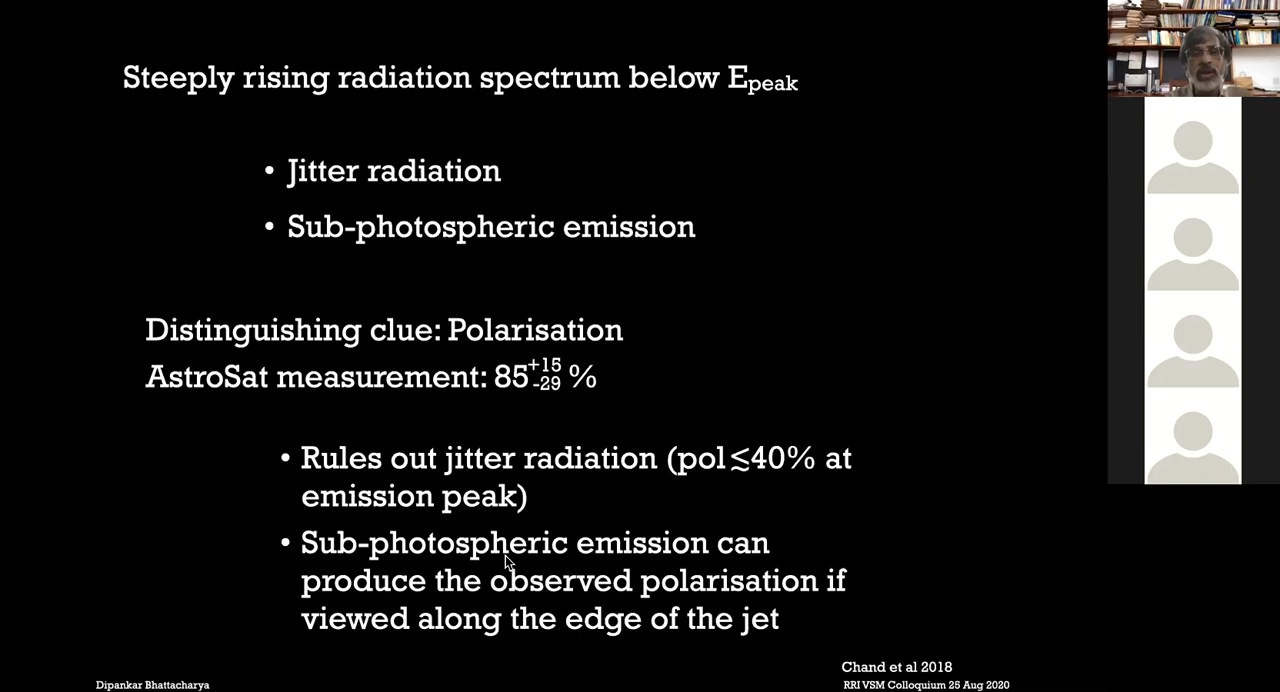 Steeply rising radiation spectrum below Epeak
• Jitter radiation
• Sub-photospheric emission
Distinguishing clue: Polarisation
AstroSat measurement: 85 +15 -29 %
• Rules out jitter radiation (pol≲40% at
emission peak)
• Sub-photospheric emission can
produce the observed polarisation if
viewed along the edge of the jet
Chand et al 2018
Dipankar Bhattacharya
RRI VSM Colloquium 25 Aug 2020